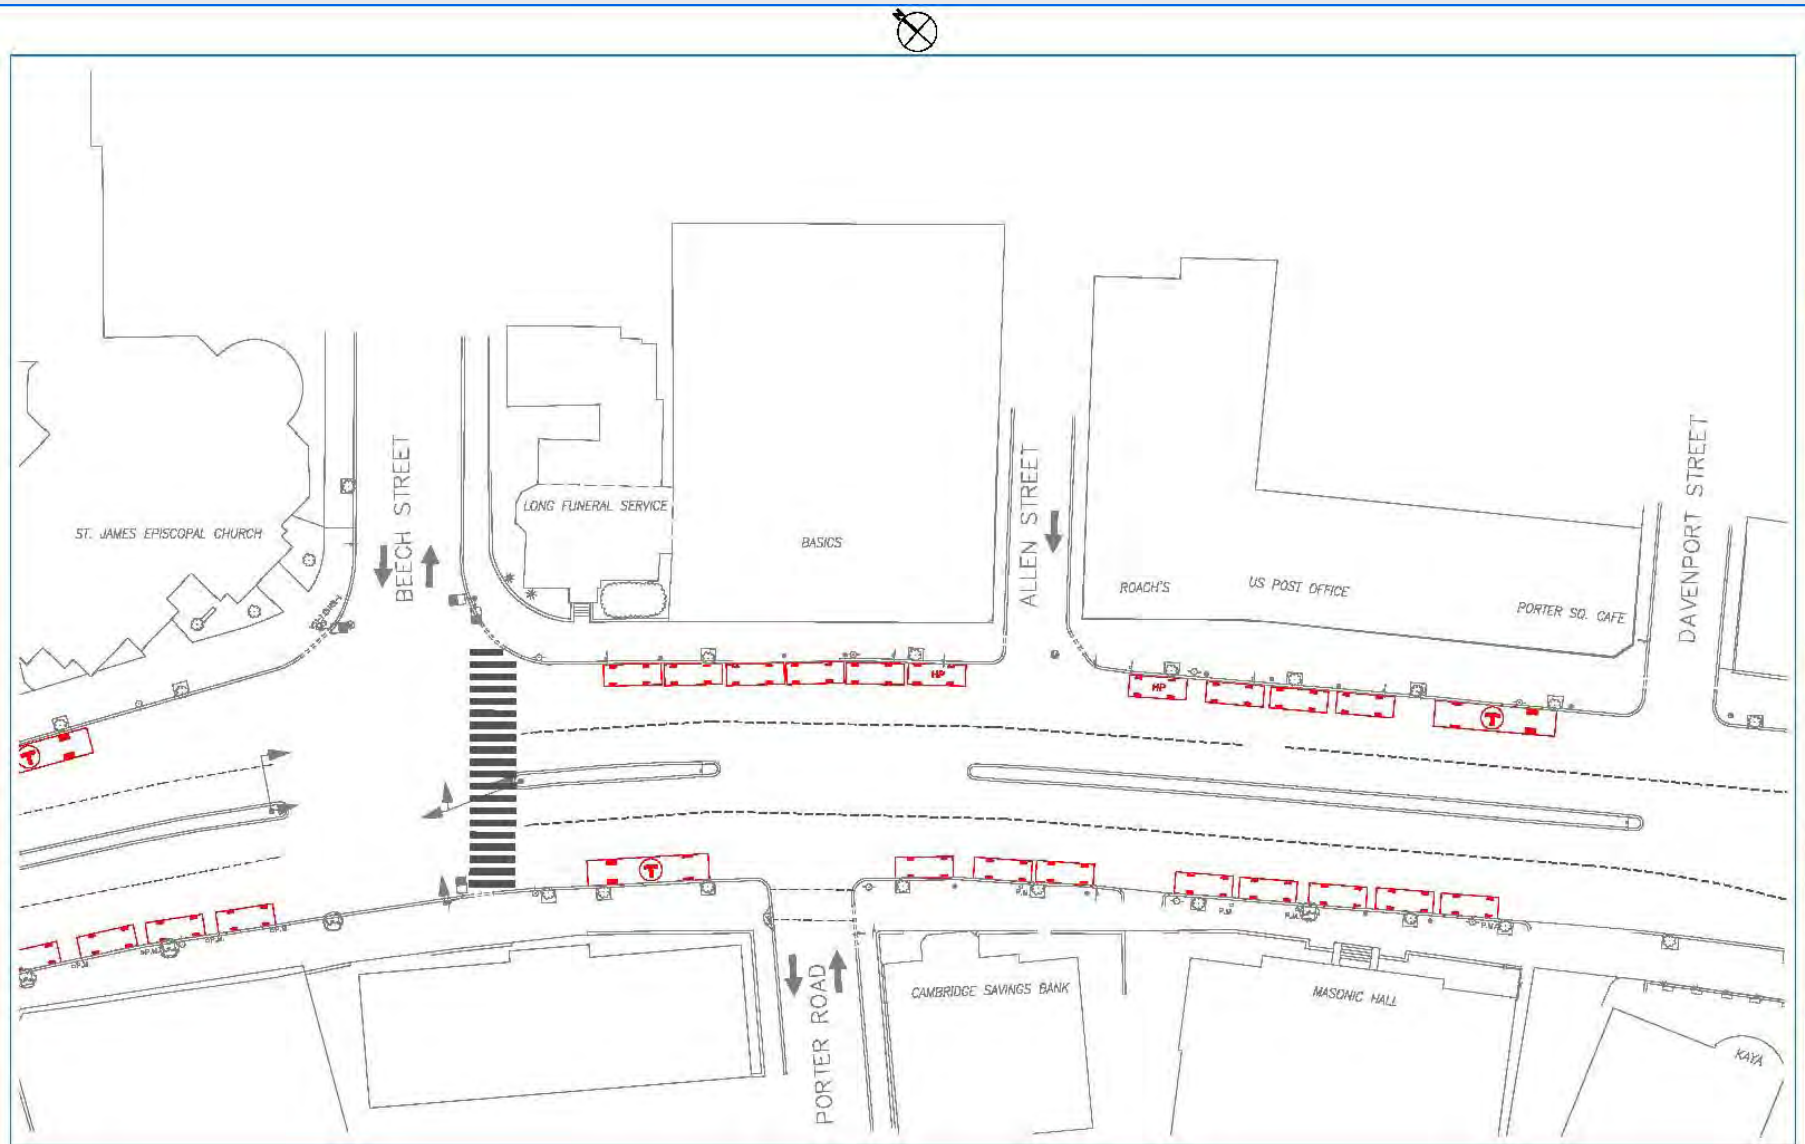 N
ST. JAMES EPISCOPAL CHURCH
BEECH STREET
LONG FUNERAL SERVICE
BASICS
ALLEN STREET
ROACH'S
US POST OFFICE
PORTER SQ. CAFE
DAVENPORT STREET
HP
HP
T
T
T
P.M.
P.M.
P.M.
P.M.
P.M.
PORTER ROAD
CAMBRIDGE SAVINGS BANK
MASONIC HALL
KAYA